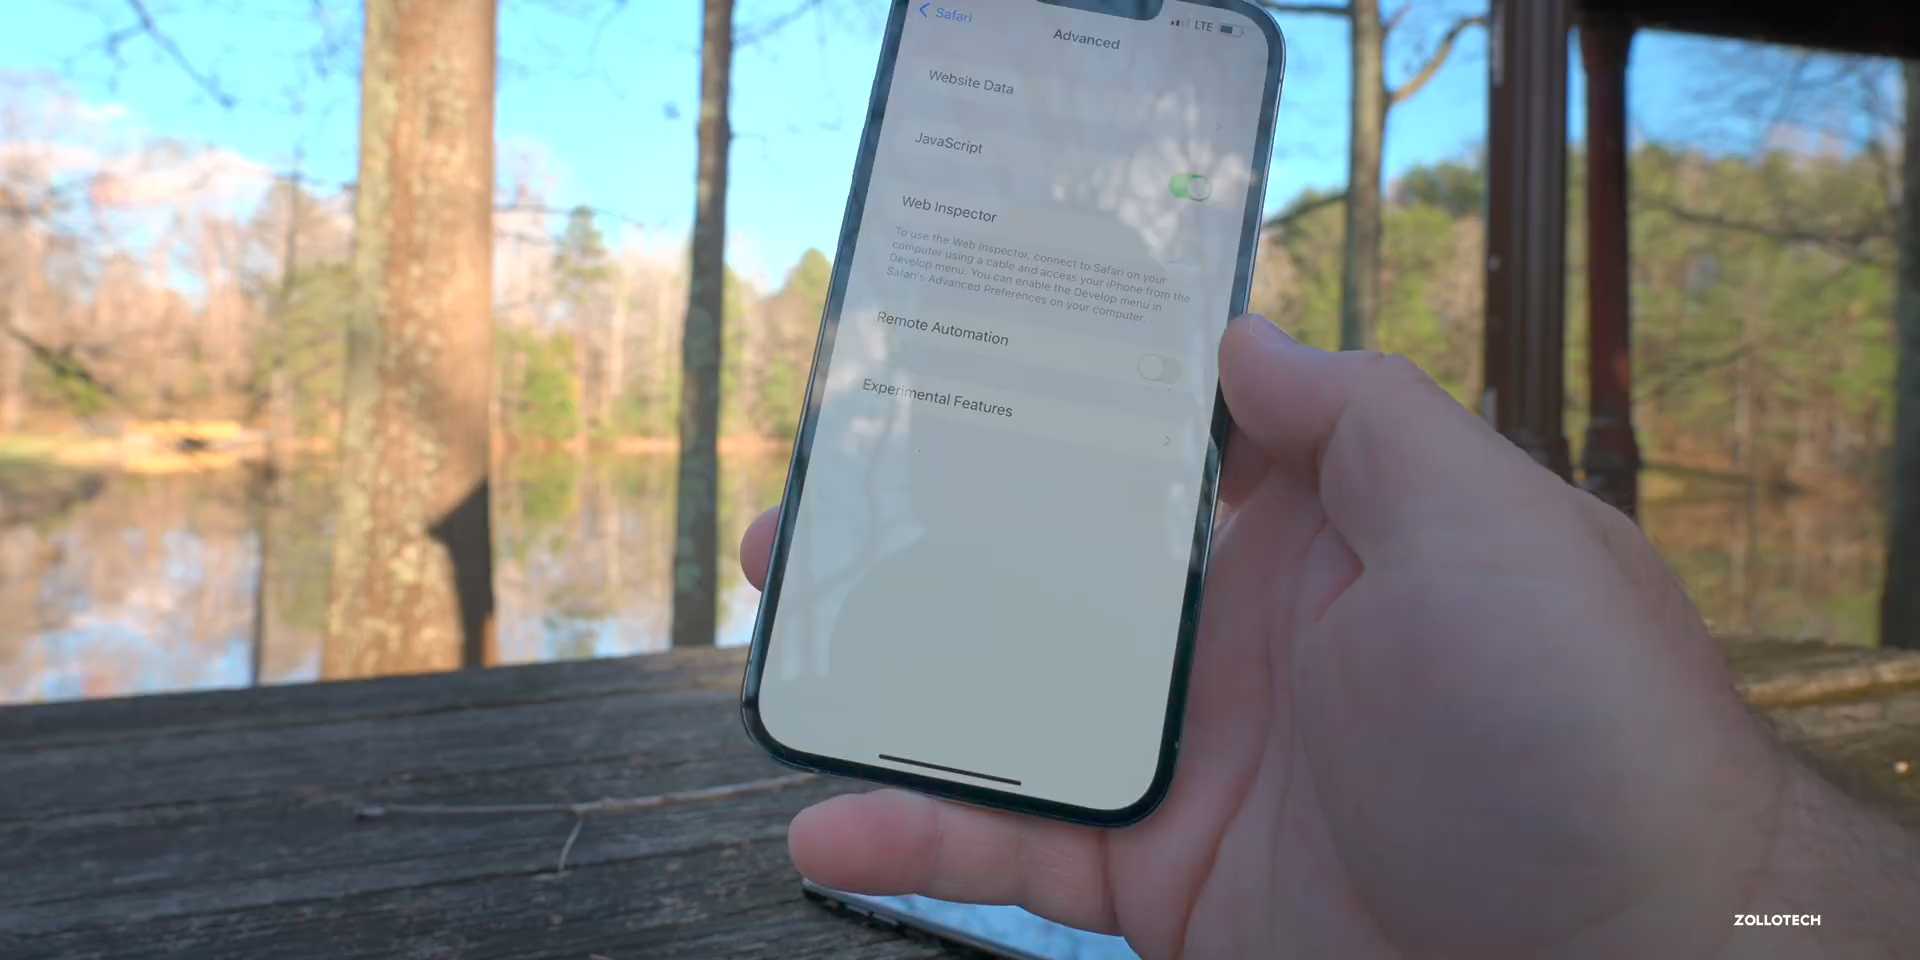 Safari
LTE
Advanced
Website Data
JavaScript
Web Inspector
To use the Web Inspector, connect to Safari on your
computer using a cable and access your iPhone from the
Develop menu. You can enable the Develop menu in
Safari's Advanced Preferences on your computer.
Remote Automation
Experimental Features
ZOLLOTECH